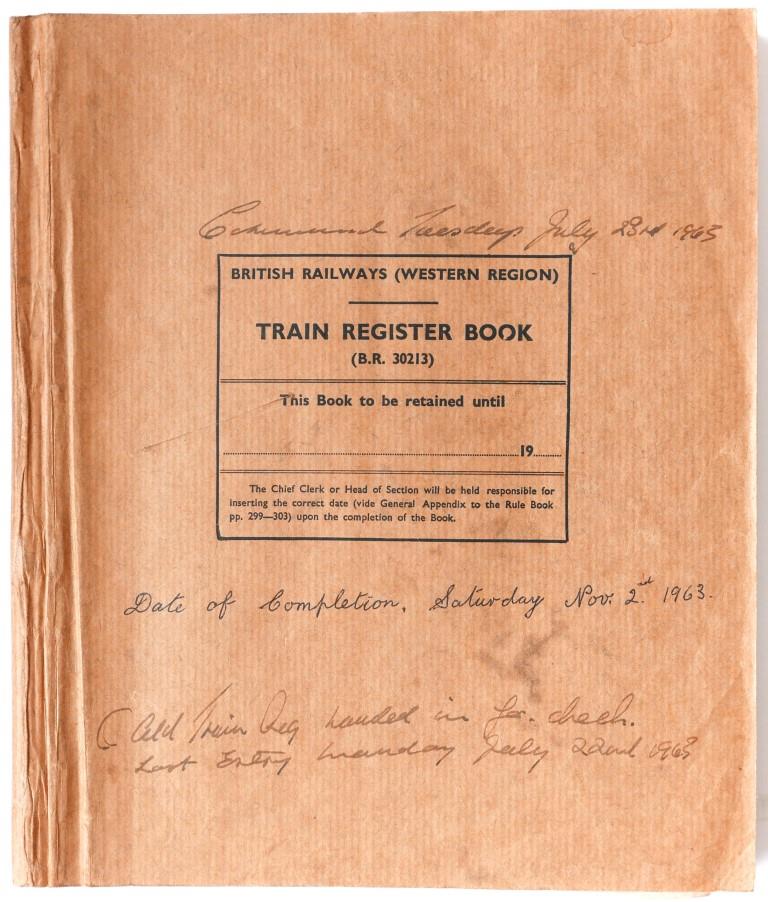 Commenced Tuesday July 23rd 1963
BRITISH RAILWAYS (WESTERN REGION)
TRAIN REGISTER BOOK
(B.R. 30213)
This Book to be retained until
19
The Chief Clerk or Head of Section will be held responsible for
inserting the correct date (vide General Appendix to the Rule Book
pp. 299—303) upon the completion of the Book.
Date of Completion, Saturday Nov. 2nd 1963.
(Old Train Reg handed in for check.
Last Entry Monday July 22nd 1963